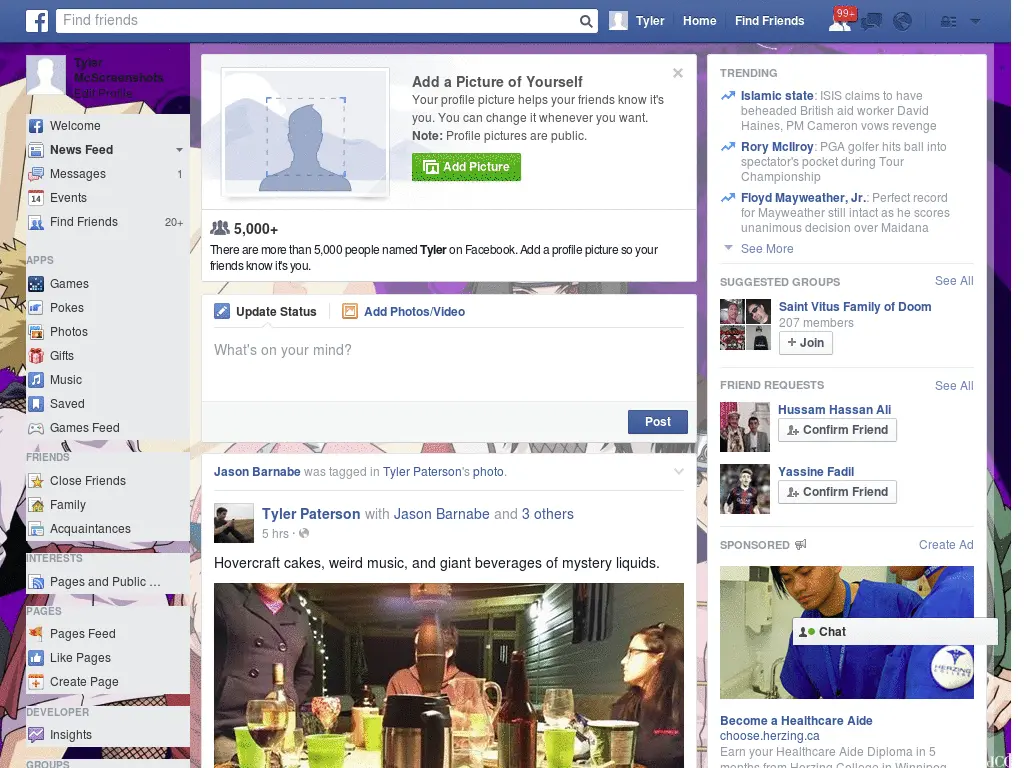 Find friends
Tyler
Home
Find Friends
99+
Tyler
McScreenshots
Edit Profile
Welcome
News Feed
Messages 1
14 Events
Find Friends 20+
APPS
Games
Pokes
Photos
Gifts
Music
Saved
Games Feed
FRIENDS
Close Friends
Family
Acquaintances
INTERESTS
Pages and Public ...
PAGES
Pages Feed
Like Pages
Create Page
DEVELOPER
Insights
GROUPS
Add a Picture of Yourself
Your profile picture helps your friends know it's
you. You can change it whenever you want.
Note: Profile pictures are public.
Add Picture
5,000+
There are more than 5,000 people named Tyler on Facebook. Add a profile picture so your
friends know it's you.
Update Status
Add Photos/Video
What's on your mind?
Post
Jason Barnabe was tagged in Tyler Paterson's photo.
Tyler Paterson with Jason Barnabe and 3 others
5 hrs ·
Hovercraft cakes, weird music, and giant beverages of mystery liquids.
TRENDING
Islamic state: ISIS claims to have
beheaded British aid worker David
Haines, PM Cameron vows revenge
Rory McIlroy: PGA golfer hits ball into
spectator's pocket during Tour
Championship
Floyd Mayweather, Jr.: Perfect record
for Mayweather still intact as he scores
unanimous decision over Maidana
See More
SUGGESTED GROUPS See All
Saint Vitus Family of Doom
207 members
+ Join
FRIEND REQUESTS See All
Hussam Hassan Ali
Confirm Friend
Yassine Fadil
Confirm Friend
SPONSORED Create Ad
Chat
HERZING
COLLEGE
Become a Healthcare Aide
choose.herzing.ca
Earn your Healthcare Aide Diploma in 5
months from Herzing College in Winnipeg